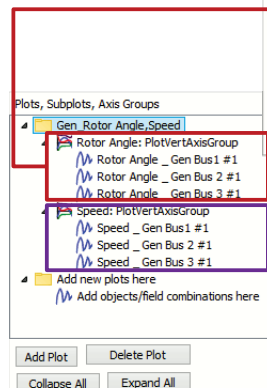 Plots, Subplots, Axis Groups
Gen_Rotor Angle,Speed
Rotor Angle: PlotVertAxisGroup
Rotor Angle _ Gen Bus1 #1
Rotor Angle _ Gen Bus 2 #1
Rotor Angle _ Gen Bus 3 #1
Speed: PlotVertAxisGroup
Speed _ Gen Bus1 #1
Speed _ Gen Bus 2 #1
Speed _ Gen Bus 3 #1
Add new plots here
Add objects/field combinations here
Add Plot Delete Plot
Collapse All Expand All